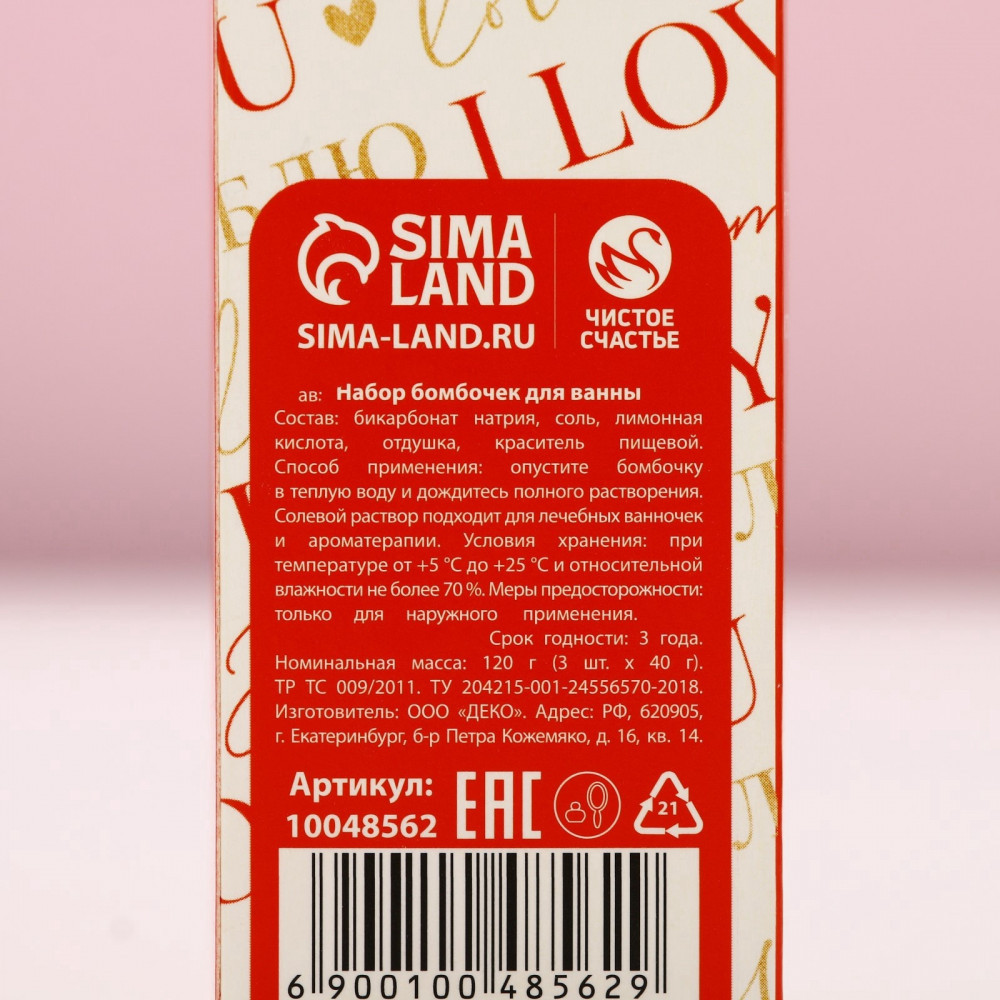 U
lo
I LOV
БЛЮ
SIMA
LAND
SIMA-LAND.RU
ЧИСТОЕ
СЧАСТЬЕ
ав: Набор бомбочек для ванны
Состав: бикарбонат натрия, соль, лимонная
кислота, отдушка, краситель пищевой.
Способ применения: опустите бомбочку
в теплую воду и дождитесь полного растворения.
Солевой раствор подходит для лечебных ванночек
и ароматерапии. Условия хранения: при
температуре от +5 °С до +25 °С и относительной
влажности не более 70 %. Меры предосторожности:
только для наружного применения.
Срок годности: 3 года.
Номинальная масса: 120 г (3 шт. х 40 г).
ТР ТС 009/2011. ТУ 204215-001-24556570-2018.
Изготовитель: ООО «ДЕКО». Адрес: РФ, 620905,
г. Екатеринбург, б-р Петра Кожемяко, д. 16, кв. 14.
Артикул:
10048562
EAC
21
6 900100 485629